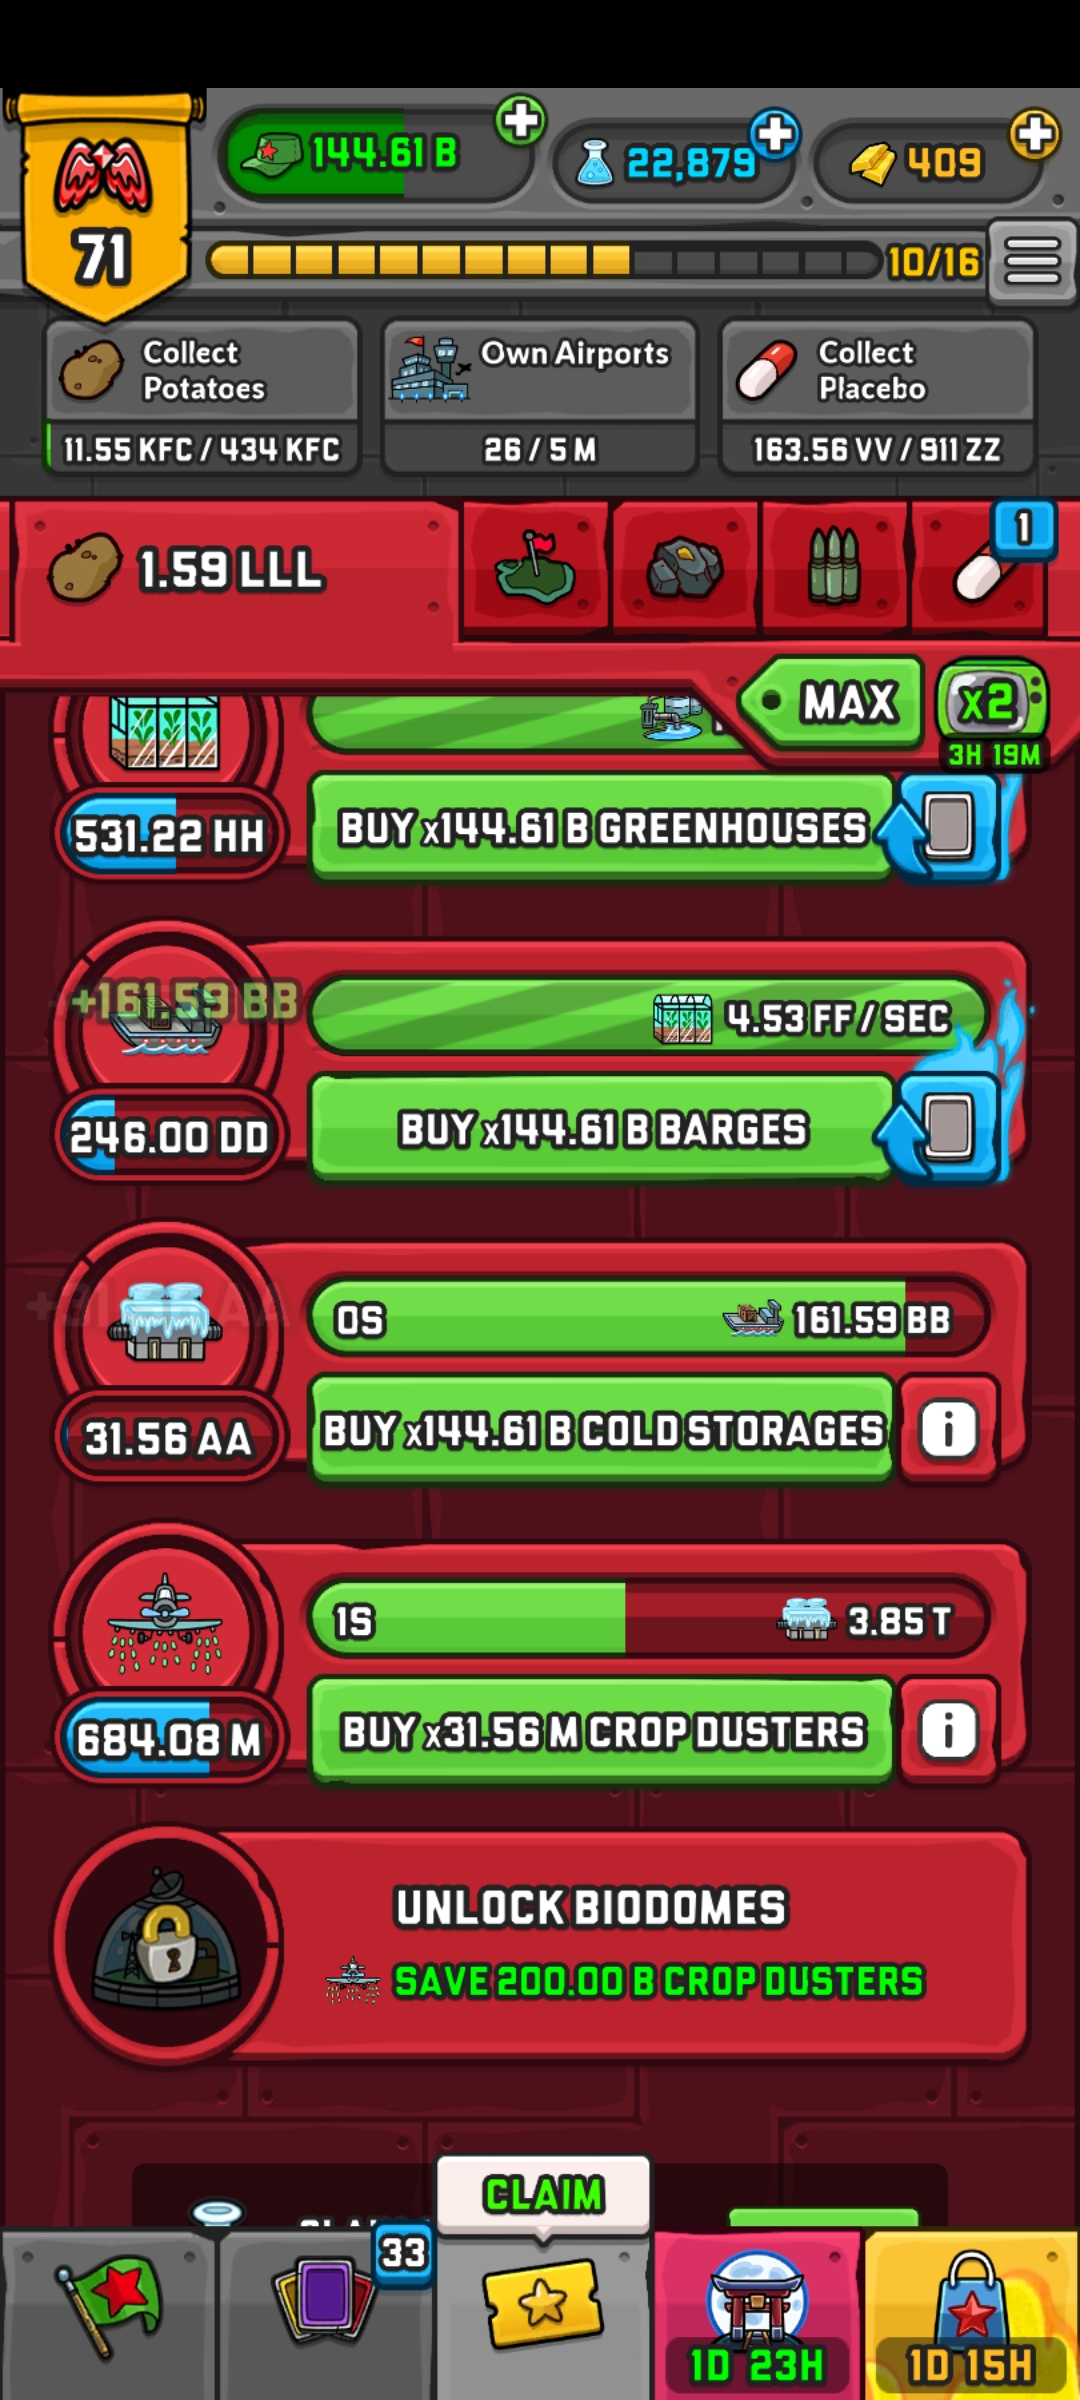 144.61 B
22,879
409
71
10/16
Collect
Potatoes
11.55 KFC / 434 KFC
Own Airports
26 / 5 M
Collect
Placebo
163.56 VV / 911 ZZ
1.59 LLL
1
MAX
x2
3H 19M
531.22 HH
BUY x144.61 B GREENHOUSES
+161.59 BB
4.53 FF / SEC
246.00 DD
BUY x144.61 B BARGES
0S
161.59 BB
31.56 AA
BUY x144.61 B COLD STORAGES
1S
3.85 T
684.08 M
BUY x31.56 M CROP DUSTERS
UNLOCK BIODOMES
SAVE 200.00 B CROP DUSTERS
CLAIM
33
1D 23H
1D 15H